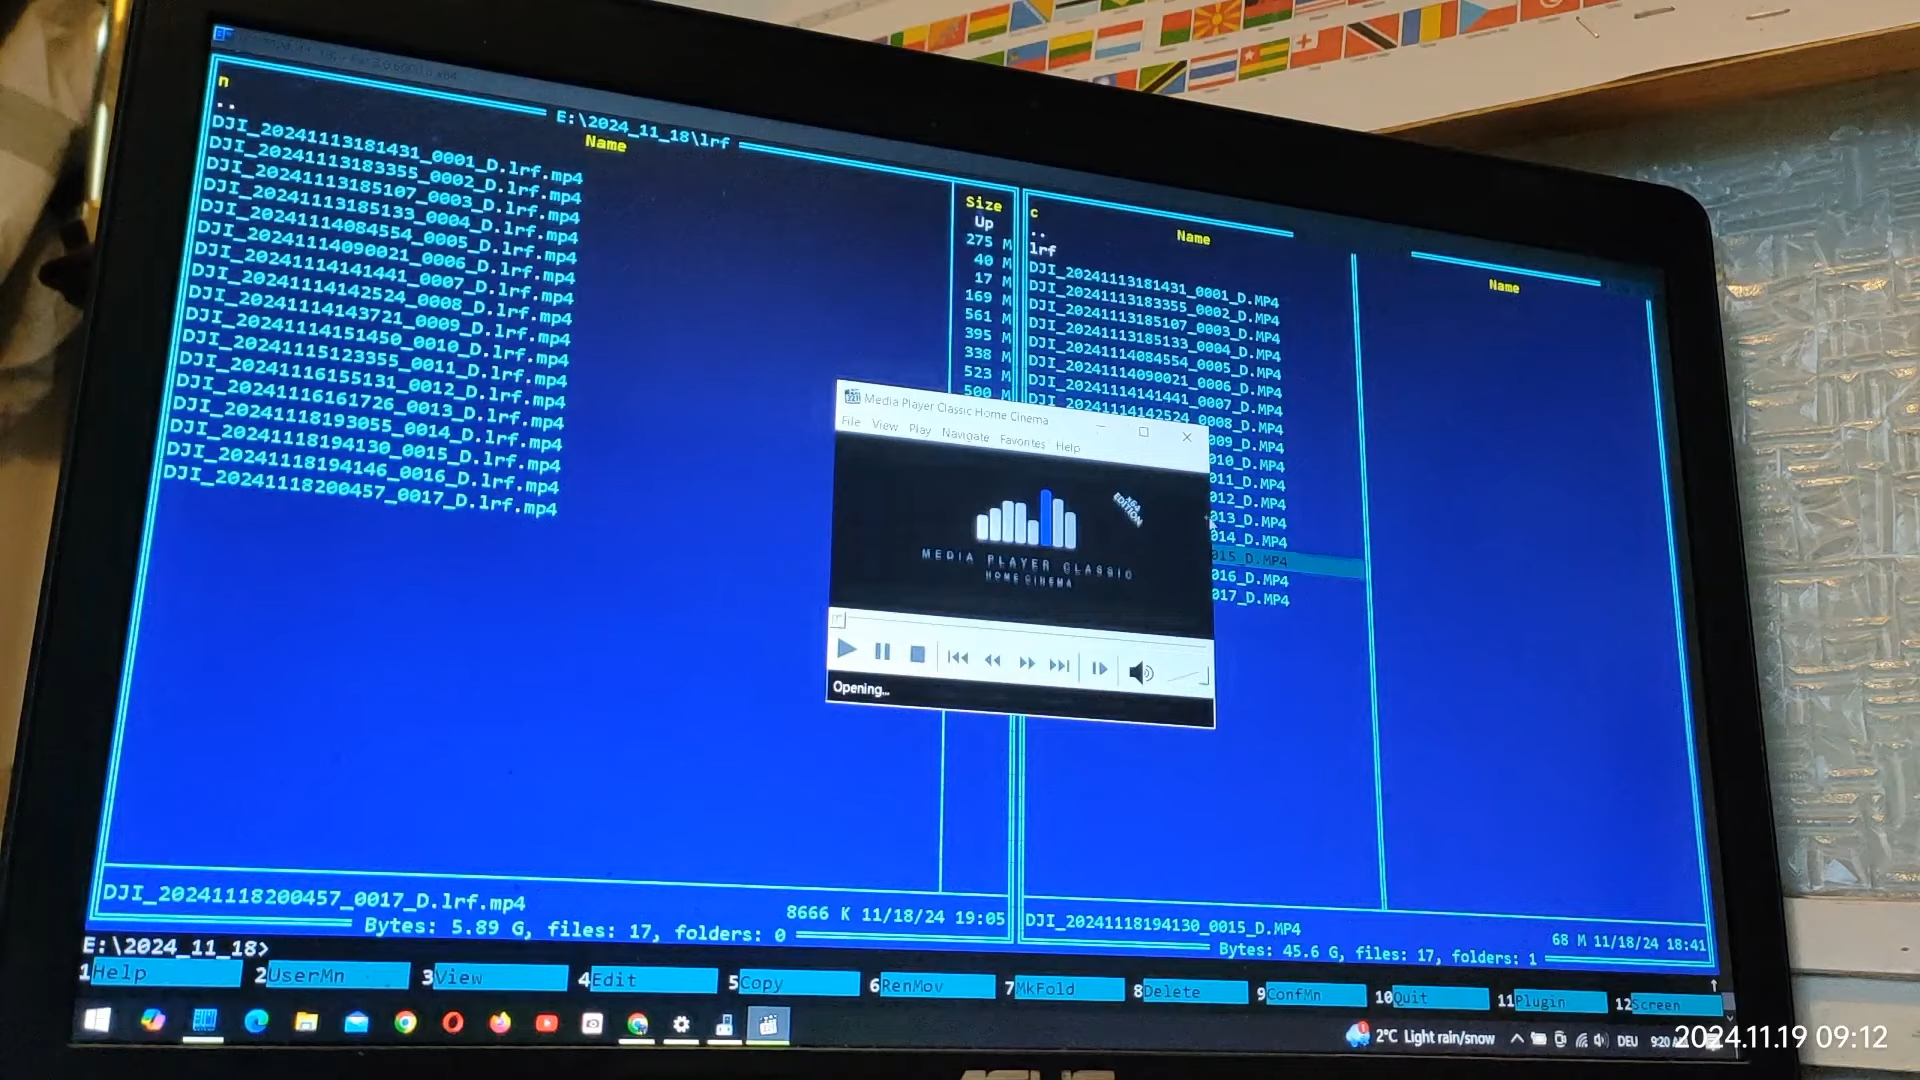 n
E:\2024_11_18\lrf
Name
Size
..
Up
DJI_20241113181431_0001_D.lrf.mp4
275 M
DJI_20241113183355_0002_D.lrf.mp4
40 M
DJI_20241113185107_0003_D.lrf.mp4
17 M
DJI_20241113185133_0004_D.lrf.mp4
169 M
DJI_20241114084554_0005_D.lrf.mp4
561 M
DJI_20241114090021_0006_D.lrf.mp4
395 M
DJI_20241114141441_0007_D.lrf.mp4
338 M
DJI_20241114142524_0008_D.lrf.mp4
523 M
DJI_20241114143721_0009_D.lrf.mp4
500 M
DJI_20241114151450_0010_D.lrf.mp4
DJI_20241115123355_0011_D.lrf.mp4
DJI_20241116155131_0012_D.lrf.mp4
DJI_20241116161726_0013_D.lrf.mp4
DJI_20241118193055_0014_D.lrf.mp4
DJI_20241118194130_0015_D.lrf.mp4
DJI_20241118194146_0016_D.lrf.mp4
DJI_20241118200457_0017_D.lrf.mp4
c
Name
Name
..
lrf
DJI_20241113181431_0001_D.MP4
DJI_20241113183355_0002_D.MP4
DJI_20241113185107_0003_D.MP4
DJI_20241113185133_0004_D.MP4
DJI_20241114084554_0005_D.MP4
DJI_20241114090021_0006_D.MP4
DJI_20241114141441_0007_D.MP4
DJI_20241114142524_0008_D.MP4
009_D.MP4
010_D.MP4
011_D.MP4
012_D.MP4
013_D.MP4
014_D.MP4
015_D.MP4
016_D.MP4
017_D.MP4
Media Player Classic Home Cinema
File View Play Navigate Favorites Help
x64
EDITION
MEDIA PLAYER CLASSIC
HOME CINEMA
Opening...
DJI_20241118200457_0017_D.lrf.mp4
8666 K 11/18/24 19:05
Bytes: 5.89 G, files: 17, folders: 0
DJI_20241118194130_0015_D.MP4
68 M 11/18/24 18:41
Bytes: 45.6 G, files: 17, folders: 1
E:\2024_11_18>
1Help 2UserMn 3View 4Edit 5Copy 6RenMov 7MkFold 8Delete 9ConfMn 10Quit 11Plugin 12Screen
2°C Light rain/snow
DEU
9:20
2024.11.19 09:12